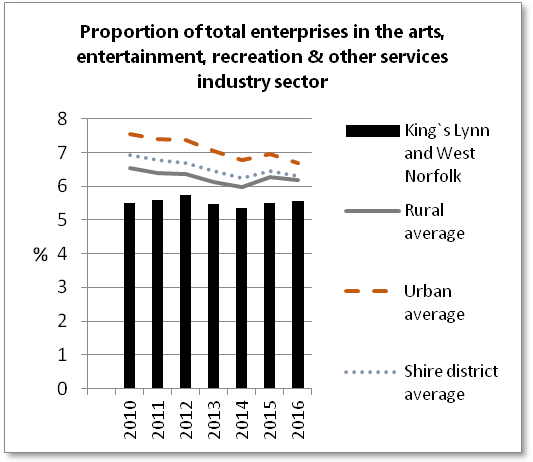 Proportion of total enterprises in the arts,
entertainment, recreation & other services
industry sector
8
7
6
5
4
3
2
1
0
%
2010
2011
2012
2013
2014
2015
2016
King`s Lynn
and West
Norfolk
Rural
average
Urban
average
Shire district
average